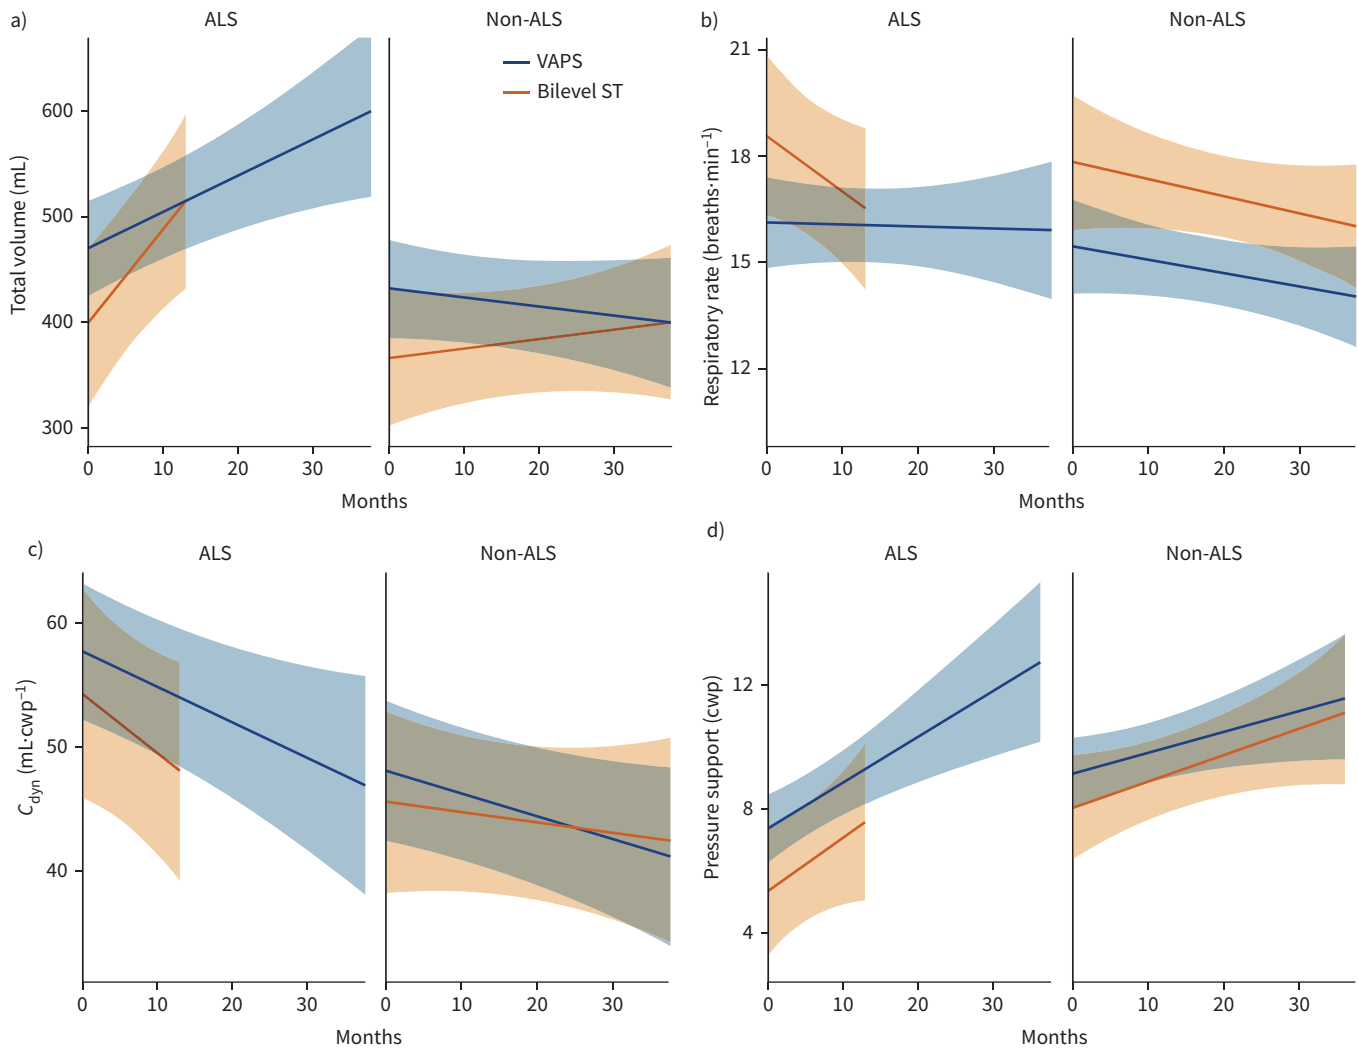 a)
ALS
Non-ALS
VAPS
Bilevel ST
Total volume (mL)
600
500
400
300
0 10 20 30
0 10 20 30
Months
b)
ALS
Non-ALS
Respiratory rate (breaths·min⁻¹)
21
18
15
12
0 10 20 30
0 10 20 30
Months
c)
ALS
Non-ALS
C_dyn (mL·cwp⁻¹)
60
50
40
0 10 20 30
0 10 20 30
Months
d)
ALS
Non-ALS
Pressure support (cwp)
12
8
4
0 10 20 30
0 10 20 30
Months